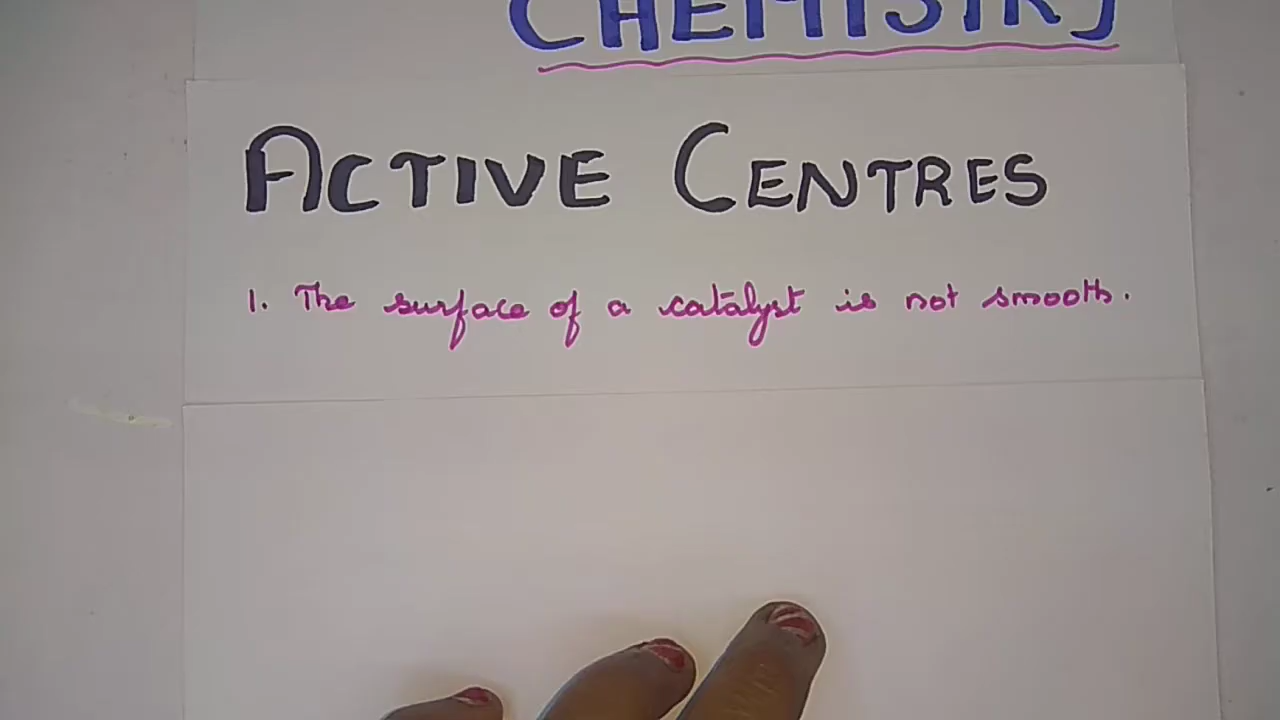 CHEMISTRY
ACTIVE CENTRES
1. The surface of a catalyst is not smooth.